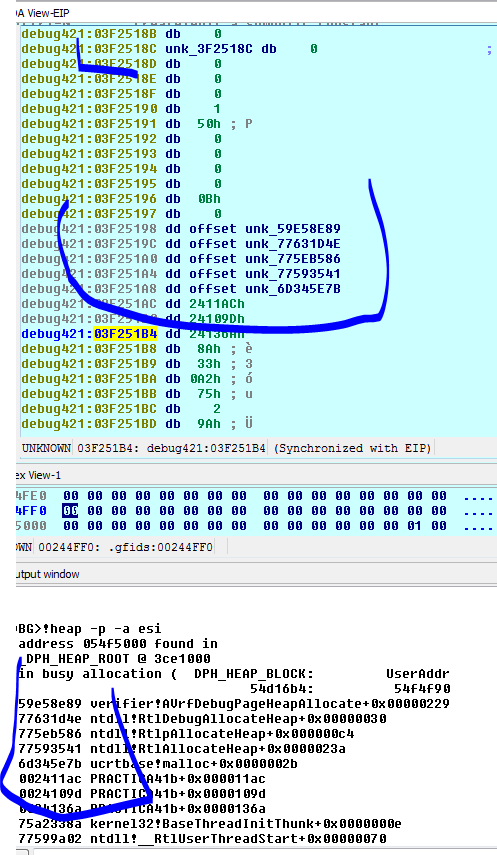 DA View-EIP
debug421:03F2518B db 0
debug421:03F2518C unk_3F2518C db 0 ;
debug421:03F2518D db 0
debug421:03F2518E db 0
debug421:03F2518F db 0
debug421:03F25190 db 1
debug421:03F25191 db 50h ; P
debug421:03F25192 db 0
debug421:03F25193 db 0
debug421:03F25194 db 0
debug421:03F25195 db 0
debug421:03F25196 db 0Bh
debug421:03F25197 db 0
debug421:03F25198 dd offset unk_59E58E89
debug421:03F2519C dd offset unk_77631D4E
debug421:03F251A0 dd offset unk_775EB586
debug421:03F251A4 dd offset unk_77593541
debug421:03F251A8 dd offset unk_6D345E7B
debug421:03F251AC dd 2411ACh
dd 24109Dh
debug421:03F251B4 dd 24136Ah
debug421:03F251B8 db 8Ah ; è
debug421:03F251B9 db 33h ; 3
debug421:03F251BA db 0A2h ; ó
debug421:03F251BB db 75h ; u
debug421:03F251BC db 2
debug421:03F251BD db 9Ah ; Ü
UNKNOWN 03F251B4: debug421:03F251B4 (Synchronized with EIP)
ex View-1
4FE0 00 00 00 00 00 00 00 00 00 00 00 00 00 00 00 00 ....
4FF0 00 00 00 00 00 00 00 00 00 00 00 00 00 00 00 00 ....
5000 00 00 00 00 00 00 00 00 00 00 00 00 00 00 01 00 ....
OWN 00244FF0: .gfids:00244FF0
utput window
DBG>!heap -p -a esi
address 054f5000 found in
_DPH_HEAP_ROOT @ 3ce1000
in busy allocation ( DPH_HEAP_BLOCK: UserAddr
54d16b4: 54f4f90
59e58e89 verifier!AVrfDebugPageHeapAllocate+0x00000229
77631d4e ntdll!RtlDebugAllocateHeap+0x00000030
775eb586 ntdll!RtlpAllocateHeap+0x000000c4
77593541 ntdll!RtlAllocateHeap+0x0000023a
6d345e7b ucrtbase!malloc+0x0000002b
002411ac PRACTICA41b+0x000011ac
0024109d PRACTICA41b+0x0000109d
0024136a PRACTICA41b+0x0000136a
75a2338a kernel32!BaseThreadInitThunk+0x0000000e
77599a02 ntdll!__RtlUserThreadStart+0x00000070